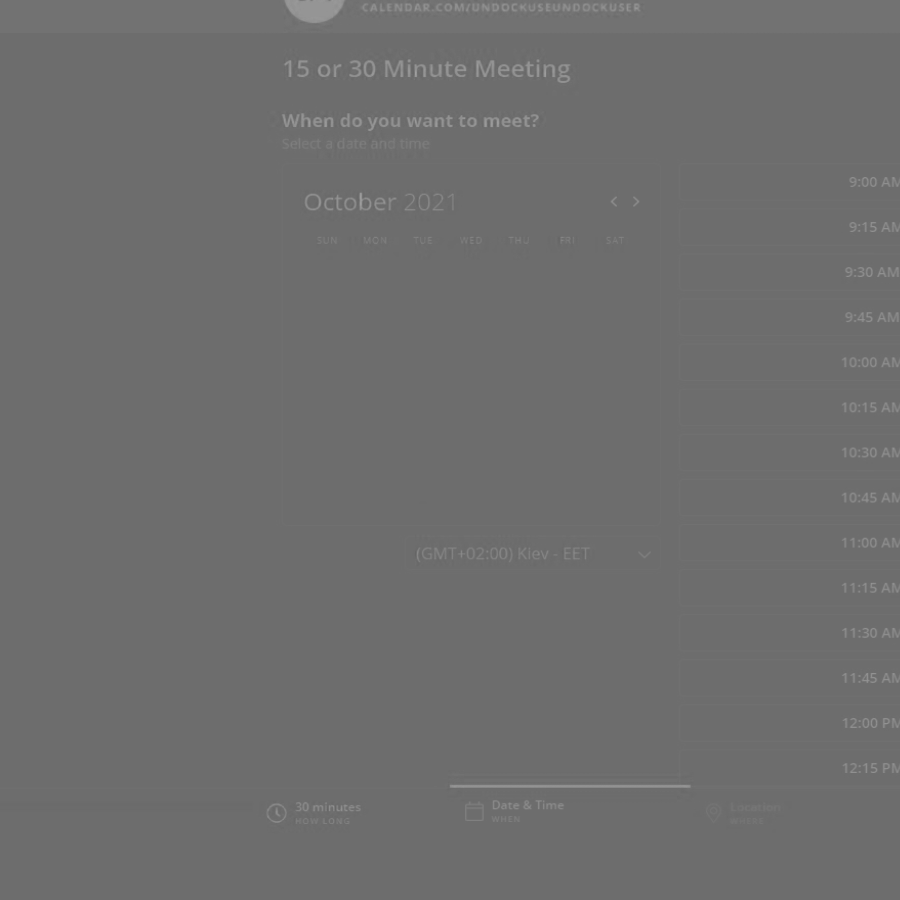 CALENDAR.COM/UNDOCKUSEUNDOCKUSER
15 or 30 Minute Meeting
When do you want to meet?
Select a date and time
October 2021
SUN MON TUE WED THU FRI SAT
(GMT+02:00) Kiev - EET
9:00 AM
9:15 AM
9:30 AM
9:45 AM
10:00 AM
10:15 AM
10:30 AM
10:45 AM
11:00 AM
11:15 AM
11:30 AM
11:45 AM
12:00 PM
12:15 PM
30 minutes
HOW LONG
Date & Time
WHEN
Location
WHERE